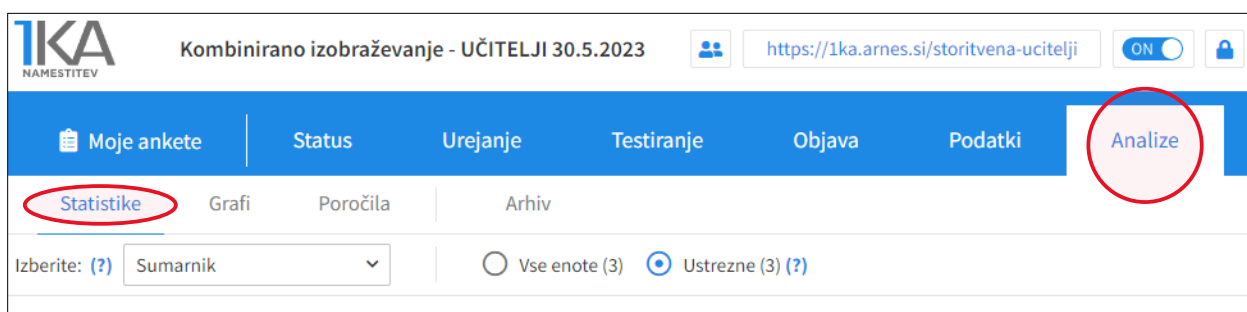 1KA
NAMESTITEV
Kombinirano izobraževanje - UČITELJI 30.5.2023
https://1ka.arnes.si/storitvena-ucitelji
ON
Moje ankete
Status
Urejanje
Testiranje
Objava
Podatki
Analize
Statistike
Grafi
Poročila
Arhiv
Izberite: (?)
Sumarnik
Vse enote (3)
Ustrezne (3) (?)